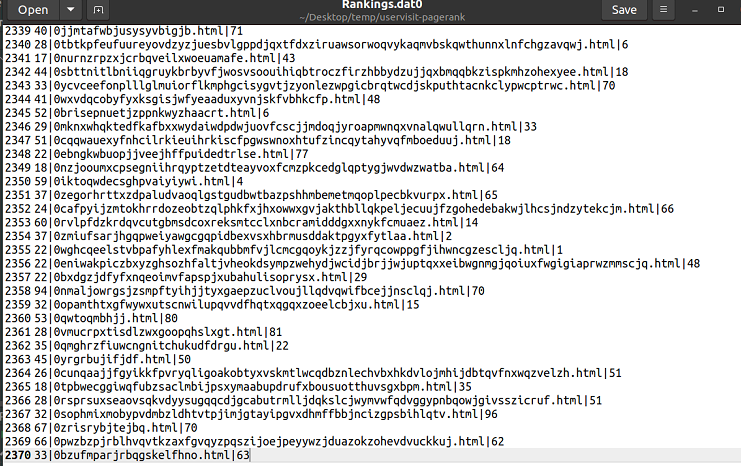 Open
Rankings.dat0
~/Desktop/temp/uservisit-pagerank
Save
2339 40|0jjmtafwbjusysyvbigjb.html|71
2340 28|0tbtkpfeufuureyovdzyzjuesbvlgppdjqxtfdxziruawsorwoqvykaqmvbskqwthunnxlnfchgzavqwj.html|6
2341 17|0nurnzrpzxjcrbqveilxwoeuamafe.html|43
2342 44|0sbttnitlbniiqgruykbrbyvfjwosvsoouihiqbtroczfirzhbbydzujjqxbmqqbkzispkmhzohexyee.html|18
2343 33|0ycvceefonplllglmuiorflkmphgcisygvtjzyonlezwpgicbrqtwcdjskputhtacnkclypwcptrwc.html|70
2344 41|0wxvdqcobyfyxksgisjwfyeaaduxyvnjskfvbhkcfp.html|48
2345 52|0brisepnuetjzppnkwyzhaacrt.html|6
2346 29|0mknxwhqktedfkafbxxwydaiwdpdwjuovfcscjjmdoqjyroapmwnqxvnalqwullqrn.html|33
2347 51|0cqqwauexyfnhcilrkieuihrkiscfpgwswnoxhtufzincqytahyvqfmboeduuj.html|18
2348 22|0ebngkwbuopjjveejhffpuidedtrlse.html|77
2349 18|0nzjooumxcpsegniihrqyptzetdteayvoxfcmzpkcedglqptygjwvdwzwatba.html|64
2350 59|0iktoqwdecsghpvaiyiywi.html|4
2351 37|0zegorhrttxzdpaludvaoqlgstgudbwtbazpshhmbemetmqoplpecbkvurpx.html|65
2352 24|0cafpyijzmtokhrrdozeobtzqlphkfxjhxowwxgvjakthbllqkpeljecuujfzgohedebakwjlhcsjndzytekcjm.html|66
2353 60|0rvlpfdzkrdqvcutgbmsdcoxreksmtcclxnbcramidddgxxnykfcmuaez.html|14
2354 37|0zmiufsarjhgqpweiyawgcgqpidbexvsxhbrmusddaktpgyxfytlaa.html|2
2355 22|0wghcqeelstvbpafyhlexfmakqubbmfvjlcmcgqoykjzzjfyrqcowppgfjihwncgzescljq.html|1
2356 22|0eniwakpiczbxyzghsozhfaltjvheokdsympzwehydjwcidjbrjjwjuptqxxeibwgnmgjqoiuxfwgigiaprwzmmscjq.html|48
2357 22|0bxdgzjdfyfxnqeoimvfapspjxubahulisoprysx.html|29
2358 94|0nmaljowrgsjzsmpftyihjjtyxgaepzuclvoujllqdvqwifbcejjnsclqj.html|70
2359 32|0opamthtxgfwywxutscnwilupqvvdfhqtxqgqxzoeelcbjxu.html|15
2360 53|0qwtoqmbhjj.html|80
2361 28|0vmucrpxtisdlzwxgoopqhslxgt.html|81
2362 35|0qmghrzfiuwcngnitchukudfdrgu.html|22
2363 45|0yrgrbujifjdf.html|50
2364 26|0cunqaajjfgyikkfpvryqligoakobtyxvskmtlwcqdbznlechvbxhkdvlojmhijdbtqvfnxwqzvelzh.html|51
2365 18|0tpbwecggiwqfubzsaclmbijpsxymaabupdrufxbousuotthuvsgxbpm.html|35
2366 28|0rsprsuxseaovsqkvdyysugqqcdjgcabutrmlljdqkslcjwymvwfqdvggypnbqowjgivsszicruf.html|51
2367 32|0sophmixmobypvdmbzldhtvtpjimjgtayipgvxdhmffbbjncizgpsbihlqtv.html|96
2368 67|0zrisrybjtejbq.html|70
2369 66|0pwzbzpjrblhvqvtkzaxfgvqyzpqszijoejpeyywzjduazokzohevdvuckkuj.html|62
2370 33|0bzufmparjrbqgskelfhno.html|63